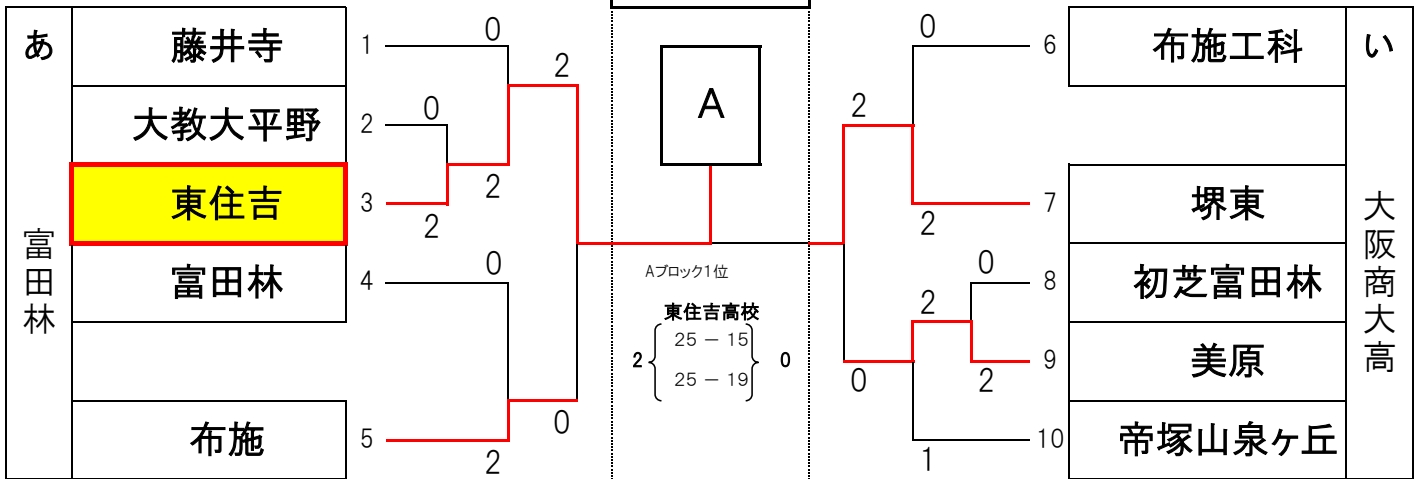 あ
富田林
藤井寺
大教大平野
東住吉
富田林
布施
1
2
3
4
5
0
0
2
2
2
0
2
0
2
A
Aブロック1位
東住吉高校
2
25 － 15
25 － 19
0
0
2
2
0
2
2
0
1
6
7
8
9
10
布施工科
堺東
初芝富田林
美原
帝塚山泉ヶ丘
い
大阪商大高